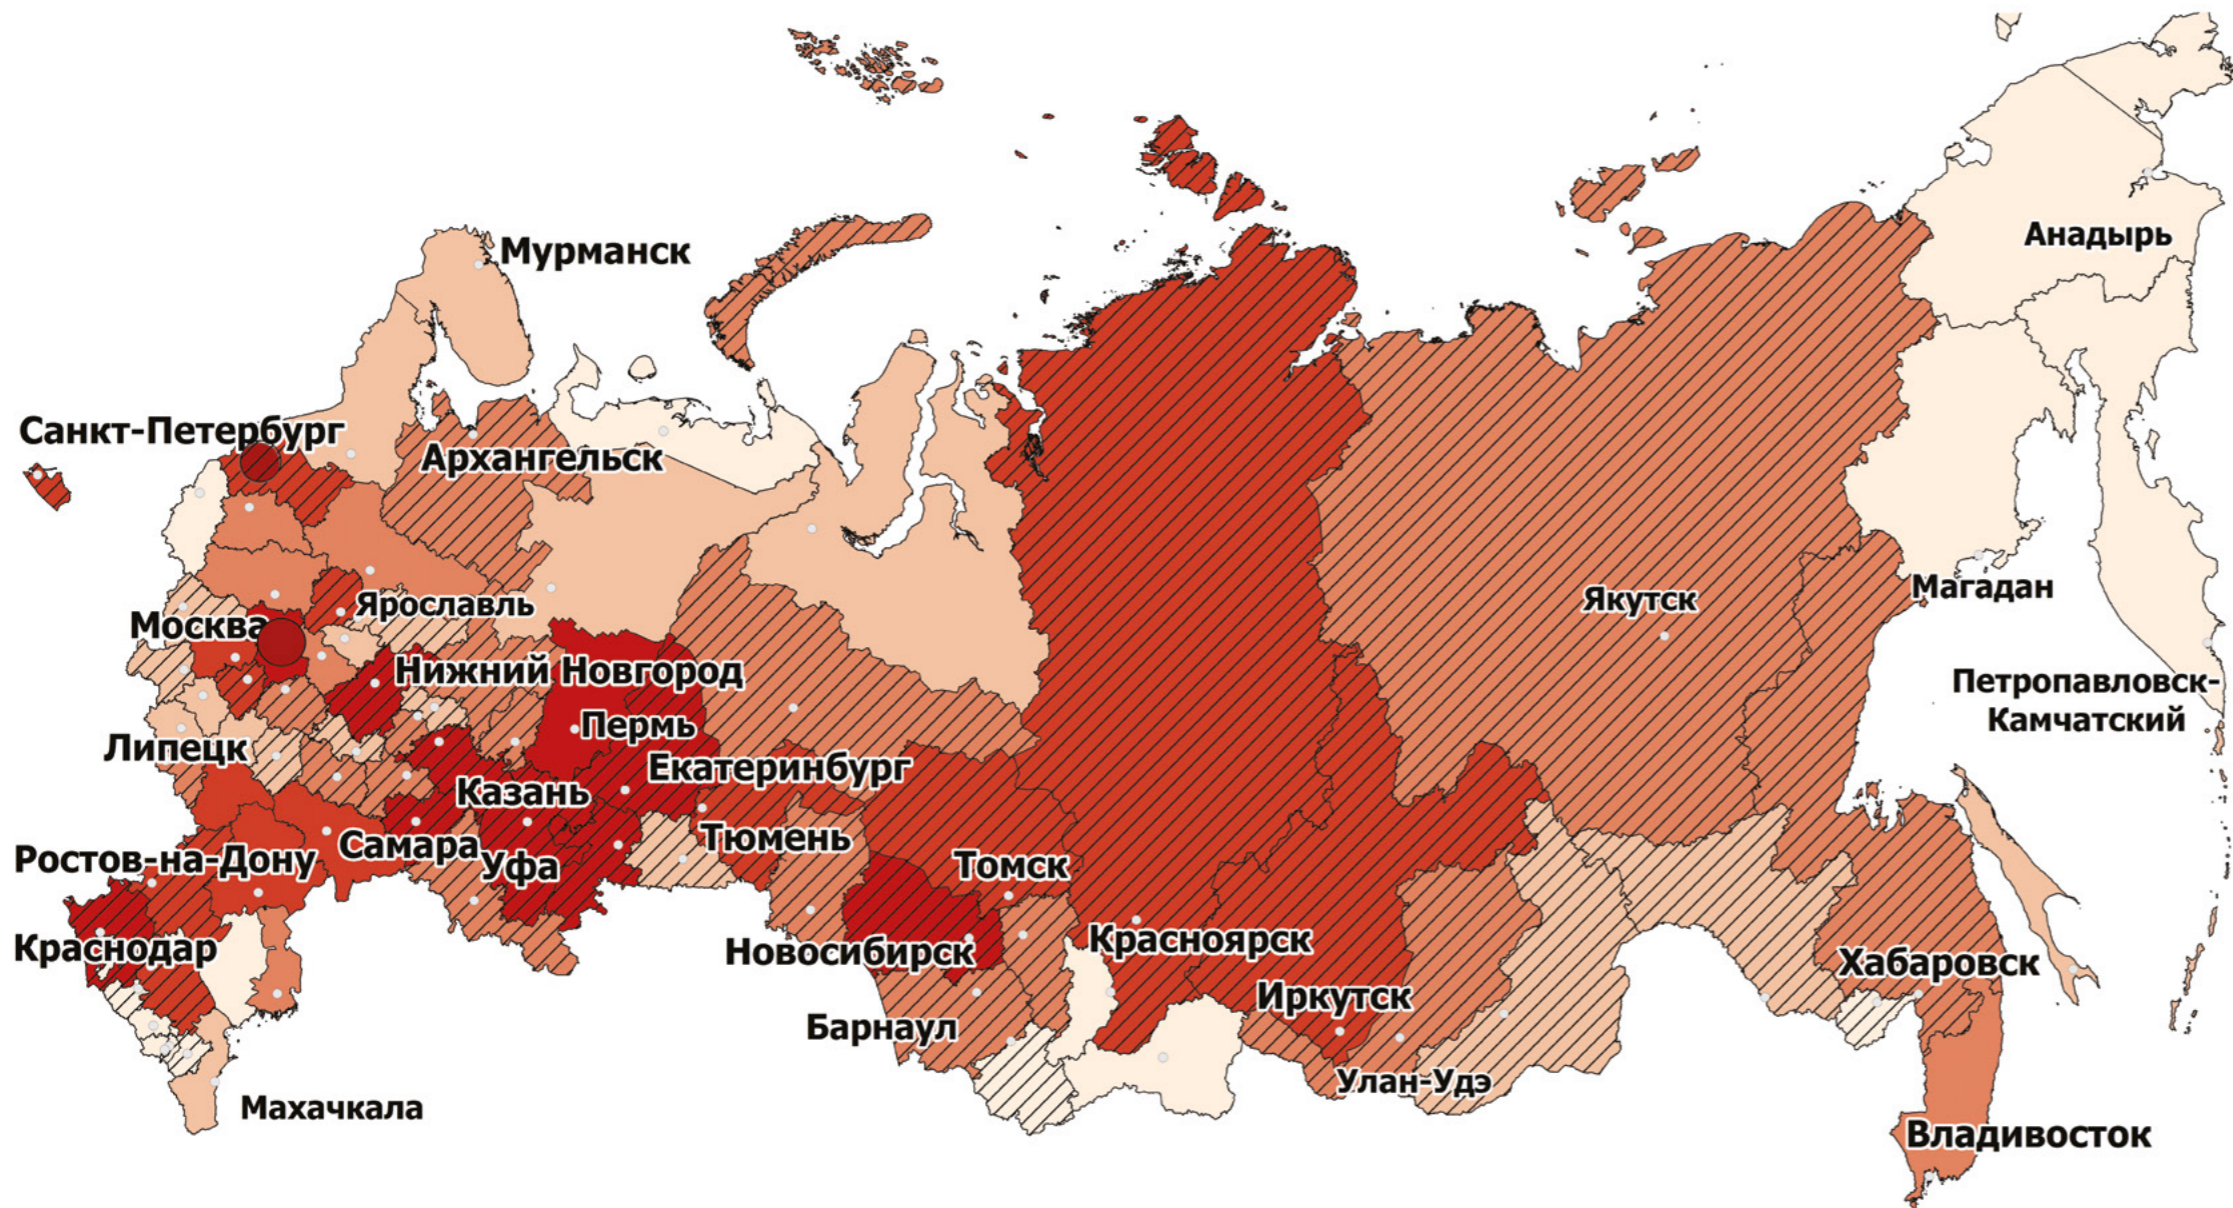 Мурманск
Анадырь
Санкт-Петербург
Архангельск
Якутск
Магадан
Ярославль
Москва
Нижний Новгород
Петропавловск-
Камчатский
Пермь
Липецк
Екатеринбург
Казань
Тюмень
Самара
Уфа
Ростов-на-Дону
Томск
Краснодар
Новосибирск
Красноярск
Хабаровск
Иркутск
Барнаул
Улан-Удэ
Махачкала
Владивосток